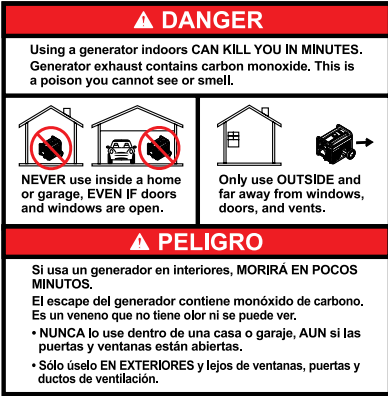 DANGER
Using a generator indoors CAN KILL YOU IN MINUTES.
Generator exhaust contains carbon monoxide. This is
a poison you cannot see or smell.
NEVER use inside a home
or garage, EVEN IF doors
and windows are open.
Only use OUTSIDE and
far away from windows,
doors, and vents.
PELIGRO
Si usa un generador en interiores, MORIRÁ EN POCOS
MINUTOS.
El escape del generador contiene monóxido de carbono.
Es un veneno que no tiene olor ni se puede ver.
• NUNCA lo use dentro de una casa o garaje, AUN si las
puertas y ventanas están abiertas.
• Sólo úselo EN EXTERIORES y lejos de ventanas, puertas y
ductos de ventilación.